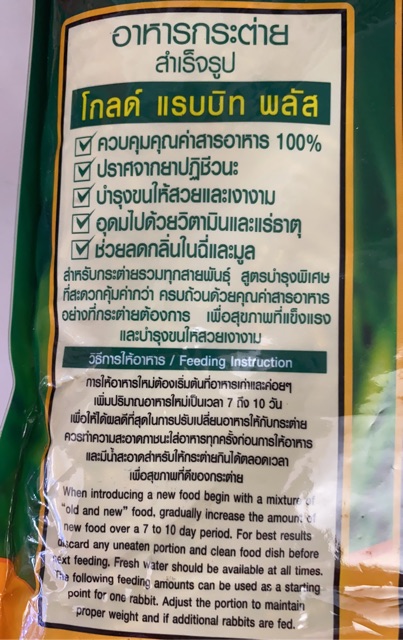 อาหารกระต่าย
สำเร็จรูป
โกลด์ แรบบิท พลัส
ควบคุมคุณค่าสารอาหาร 100%
ปราศจากยาปฏิชีวนะ
บำรุงขนให้สวยและเงางาม
อุดมไปด้วยวิตามินและแร่ธาตุ
ช่วยลดกลิ่นในฉี่และมูล
สำหรับกระต่ายรวมทุกสายพันธุ์ สูตรบำรุงพิเศษ
ที่สะดวกคุ้มค่ากว่า ครบถ้วนด้วยคุณค่าสารอาหาร
อย่างที่กระต่ายต้องการ เพื่อสุขภาพที่แข็งแรง
และบำรุงขนให้สวยเงางาม
วิธีการให้อาหาร / Feeding Instruction
การให้อาหารใหม่ต้องเริ่มต้นที่อาหารเก่าและค่อยๆ
เพิ่มปริมาณอาหารใหม่เป็นเวลา 7 ถึง 10 วัน
เพื่อให้ได้ผลดีที่สุดในการปรับเปลี่ยนอาหารให้กับกระต่าย
ควรทำความสะอาดภาชนะใส่อาหารทุกครั้งก่อนการให้อาหาร
และมีน้ำสะอาดสำหรับให้กระต่ายกินได้ตลอดเวลา
เพื่อสุขภาพที่ดีของกระต่าย
When introducing a new food begin with a mixture of
"old and new" food, gradually increase the amount of
new food over a 7 to 10 day period. For best results
discard any uneaten portion and clean food dish before
next feeding. Fresh water should be available at all times.
The following feeding amounts can be used as a starting
point for one rabbit. Adjust the portion to maintain
proper weight and if additional rabbits are fed.